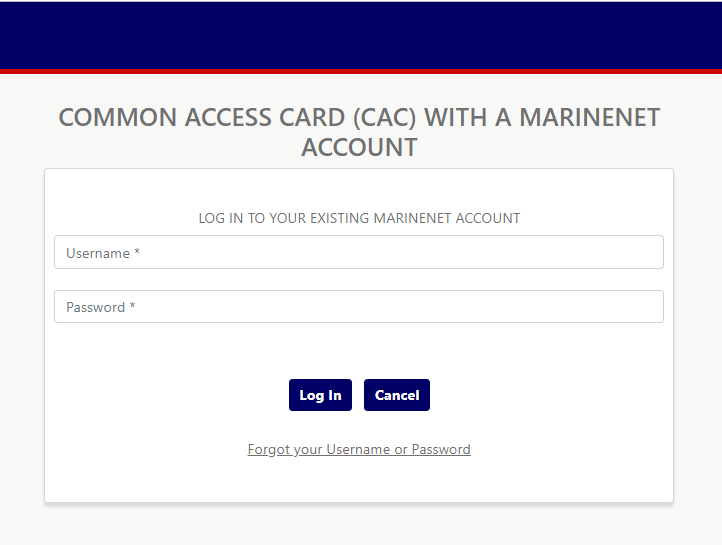 COMMON ACCESS CARD (CAC) WITH A MARINENET
ACCOUNT
LOG IN TO YOUR EXISTING MARINENET ACCOUNT
Username *
Password *
Log In Cancel
Forgot your Username or Password